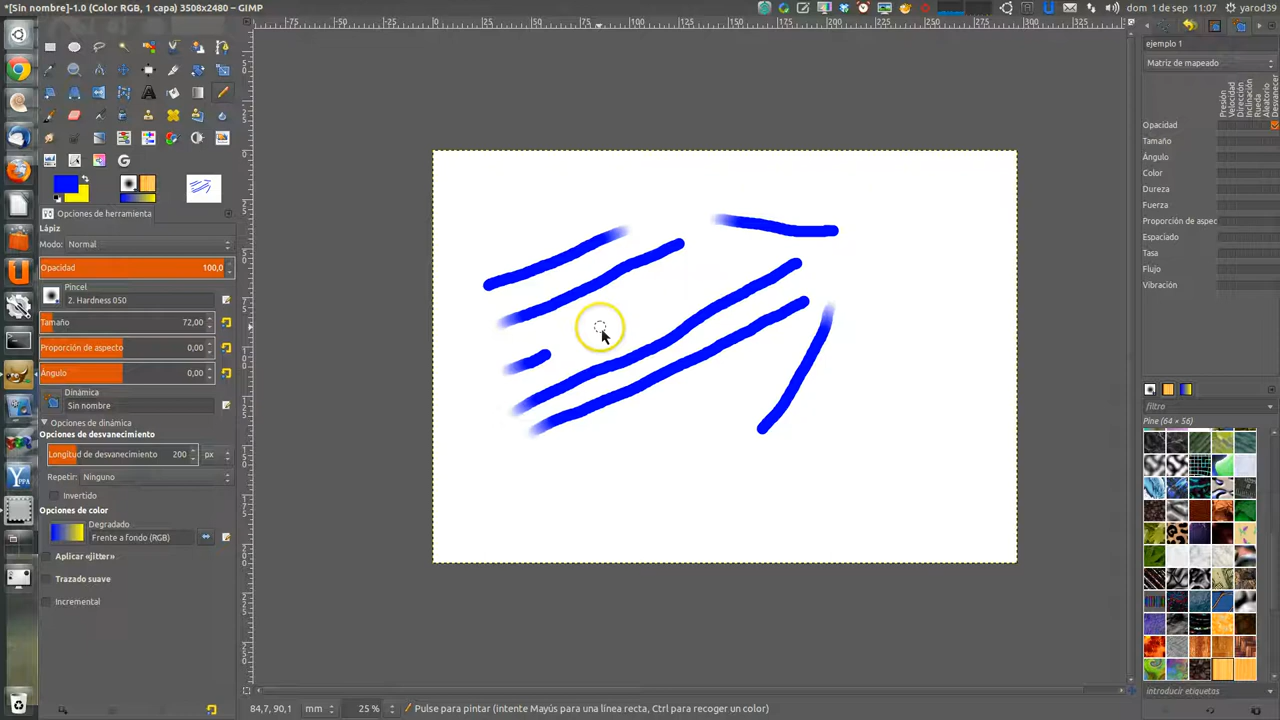 *[Sin nombre]-1.0 (Color RGB, 1 capa) 3508x2480 – GIMP
dom 1 de sep 11:07 yarod39
ejemplo 1
Matriz de mapeado
Presión
Velocidad
Dirección
Inclinación
Rueda
Aleatorio
Desvanecer
Opacidad
Tamaño
Ángulo
Color
Dureza
Fuerza
Proporción de aspec
Espaciado
Tasa
Flujo
Vibración
Opciones de herramienta
Lápiz
Modo: Normal
Opacidad 100,0
Pincel
2. Hardness 050
Tamaño 72,00
Proporción de aspecto 0,00
Ángulo 0,00
Dinámica
Sin nombre
Opciones de dinámica
Opciones de desvanecimiento
Longitud de desvanecimiento 200 px
Repetir: Ninguno
Invertido
Opciones de color
Degradado
Frente a fondo (RGB)
Aplicar «jitter»
Trazado suave
Incremental
filtro
Pine (64 × 56)
introducir etiquetas
84,7, 90,1 mm 25 % Pulse para pintar (intente Mayús para una línea recta, Ctrl para recoger un color)